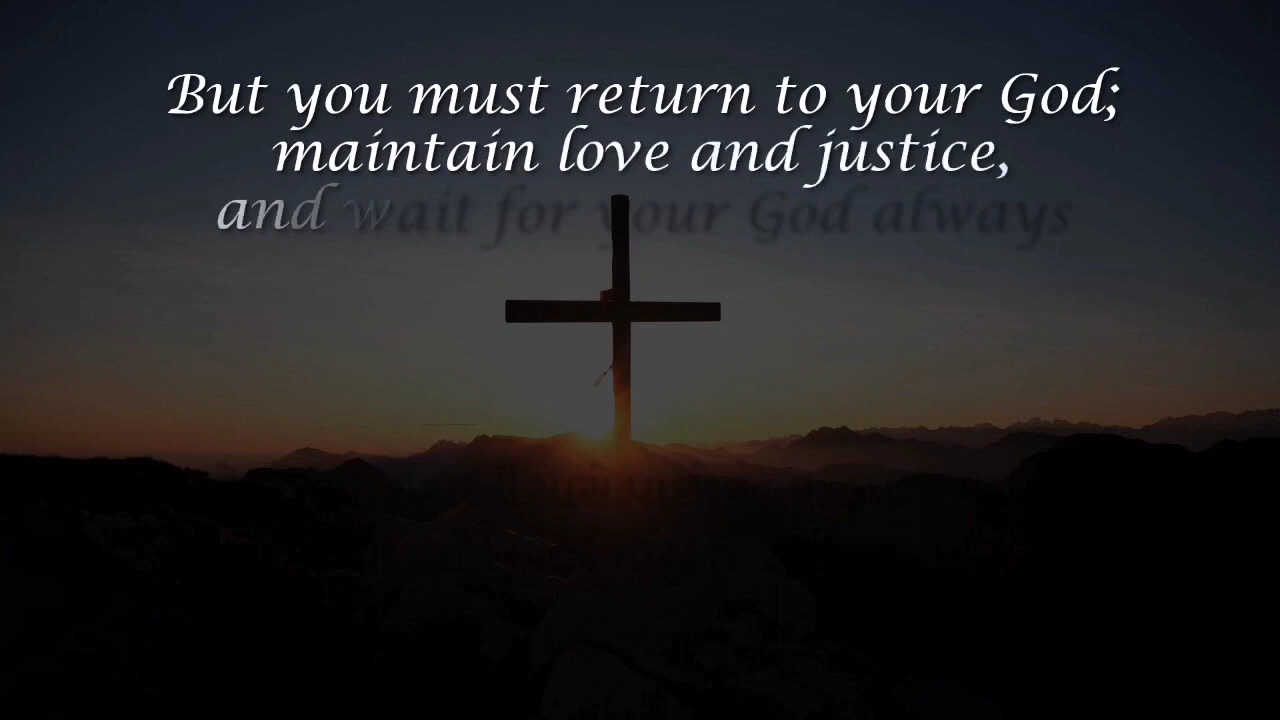 But you must return to your God;
maintain love and justice,
and wait for your God always